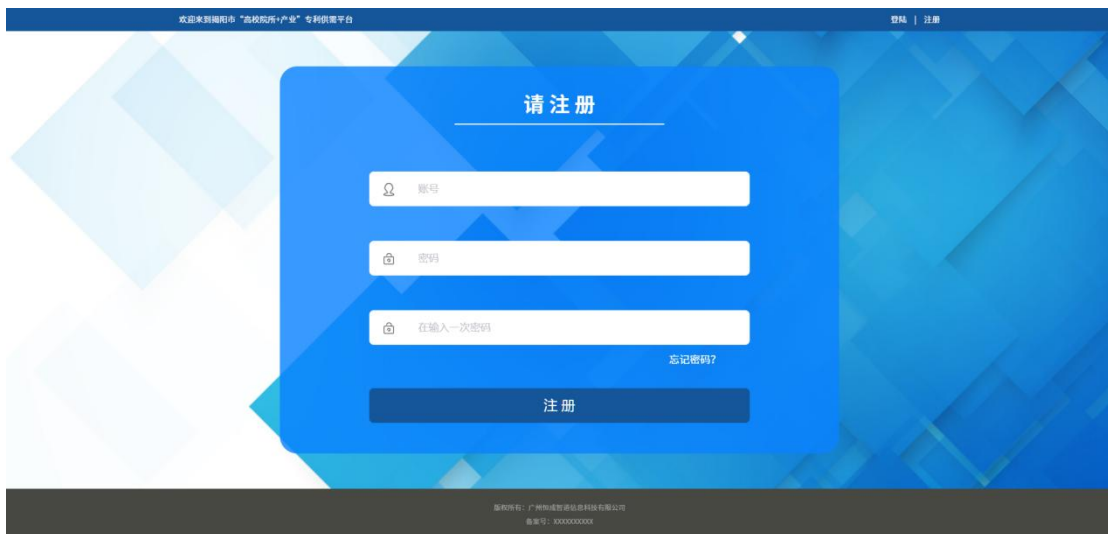 欢迎来到揭阳市“高校院所+产业”专利供需平台
登陆 | 注册
请注册
账号
密码
在输入一次密码
忘记密码?
注册
版权所有：广州恒成智道信息科技有限公司
备案号：XXXXXXXXXX